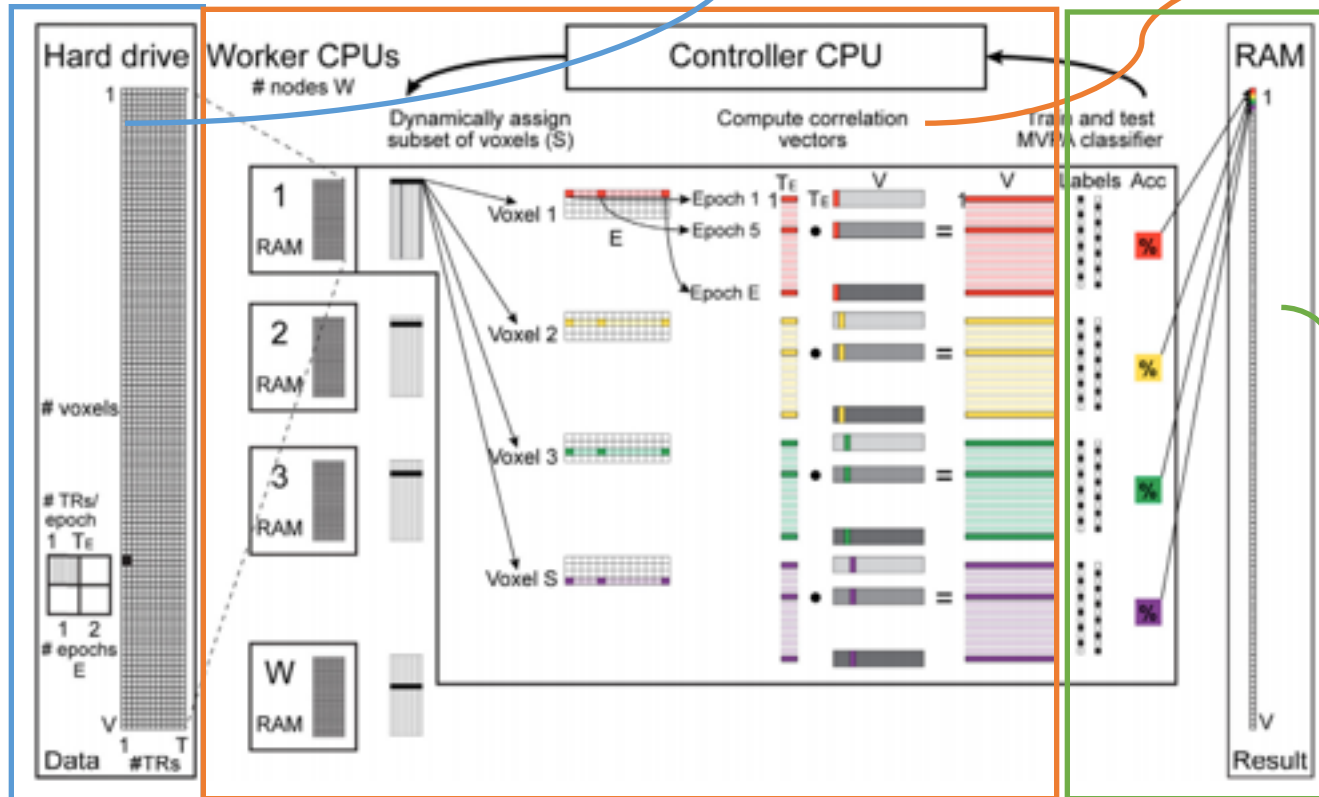 Hard drive
1
# voxels
# TRs/
epoch
1 TE
1 2
# epochs
E
V
1 T
Data #TRs
Worker CPUs
# nodes W
Controller CPU
Dynamically assign
subset of voxels (S)
Compute correlation
vectors
Train and test
MVPA classifier
1
RAM
2
RAM
3
RAM
W
RAM
Voxel 1
E
Voxel 2
Voxel 3
Voxel S
Epoch 1
Epoch 5
Epoch E
TE
1
TE
V
V
1
Labels Acc
• =
• =
• =
• =
%
%
%
%
RAM
1
V
Result